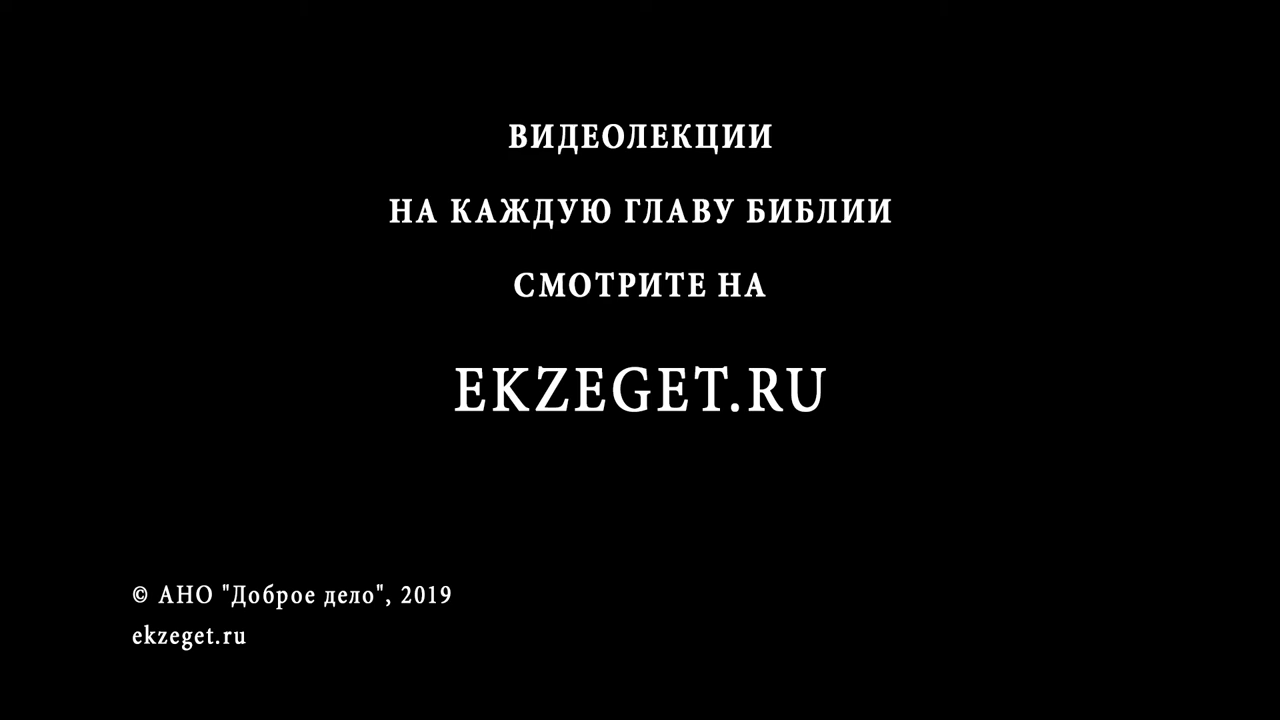 ВИДЕОЛЕКЦИИ
НА КАЖДУЮ ГЛАВУ БИБЛИИ
СМОТРИТЕ НА
EKZEGET.RU
© АНО "Доброе дело", 2019
ekzeget.ru